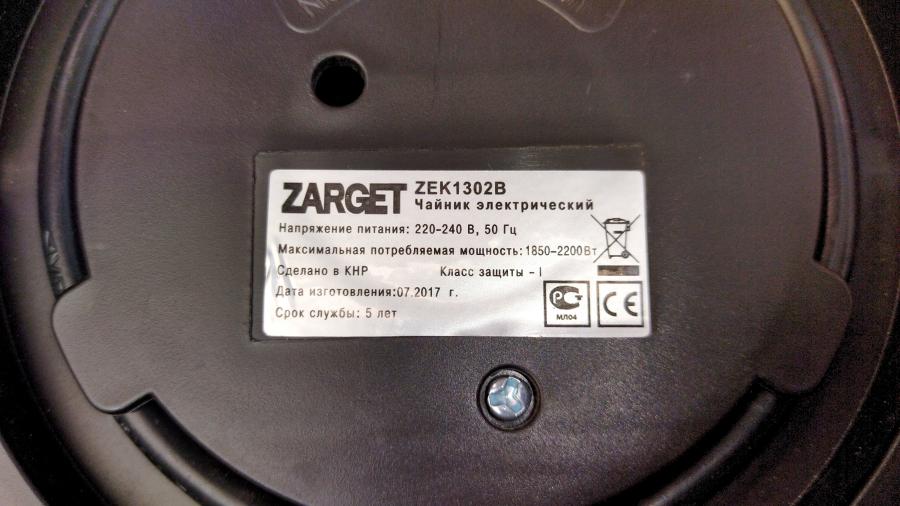 ZARGET ZEK1302B
Чайник электрический
Напряжение питания: 220-240 В, 50 Гц
Максимальная потребляемая мощность: 1850-2200Вт
Сделано в КНР Класс защиты - I
Дата изготовления:07.2017 г.
Срок службы: 5 лет
РСТ
МЛ04
CE